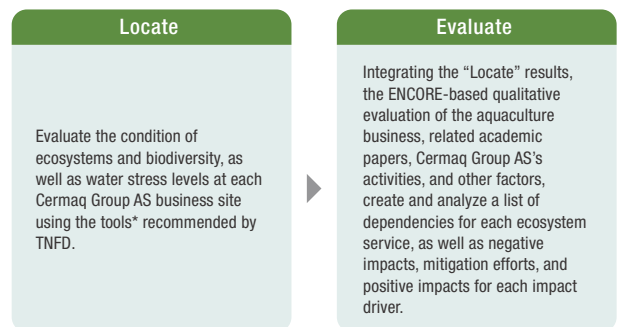 Locate
Evaluate the condition of
ecosystems and biodiversity, as
well as water stress levels at each
Cermaq Group AS business site
using the tools* recommended by
TNFD.
Evaluate
Integrating the “Locate” results,
the ENCORE-based qualitative
evaluation of the aquaculture
business, related academic
papers, Cermaq Group AS’s
activities, and other factors,
create and analyze a list of
dependencies for each ecosystem
service, as well as negative
impacts, mitigation efforts, and
positive impacts for each impact
driver.